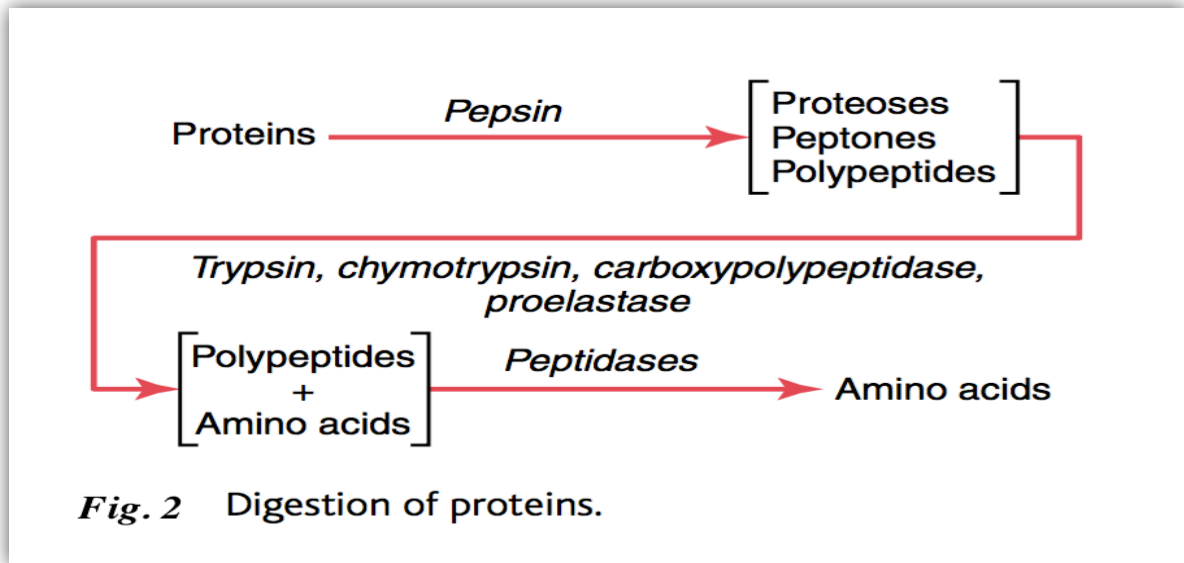 Proteins
Pepsin
Proteoses
Peptones
Polypeptides
Trypsin, chymotrypsin, carboxypolypeptidase,
proelastase
Polypeptides
+
Amino acids
Peptidases
Amino acids
Fig. 2 Digestion of proteins.